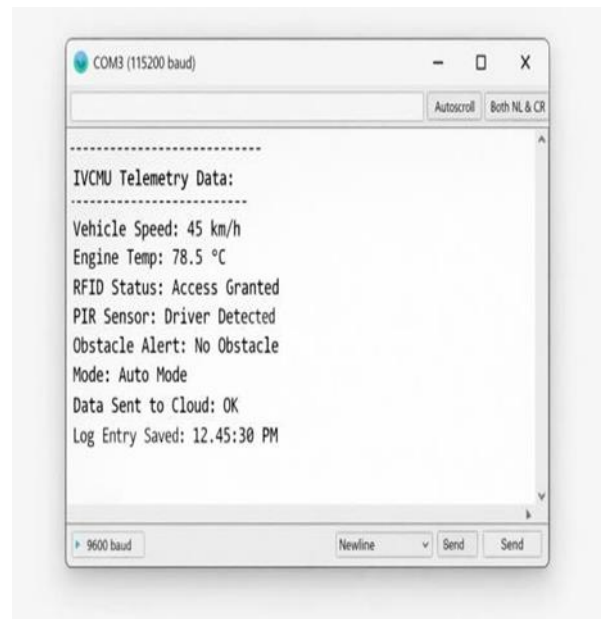 COM3 (115200 baud)
Autoscroll Both NL & CR
---------------------------
IVCMU Telemetry Data:
-------------------------
Vehicle Speed: 45 km/h
Engine Temp: 78.5 °C
RFID Status: Access Granted
PIR Sensor: Driver Detected
Obstacle Alert: No Obstacle
Mode: Auto Mode
Data Sent to Cloud: OK
Log Entry Saved: 12.45:30 PM
9600 baud Newline Send Send